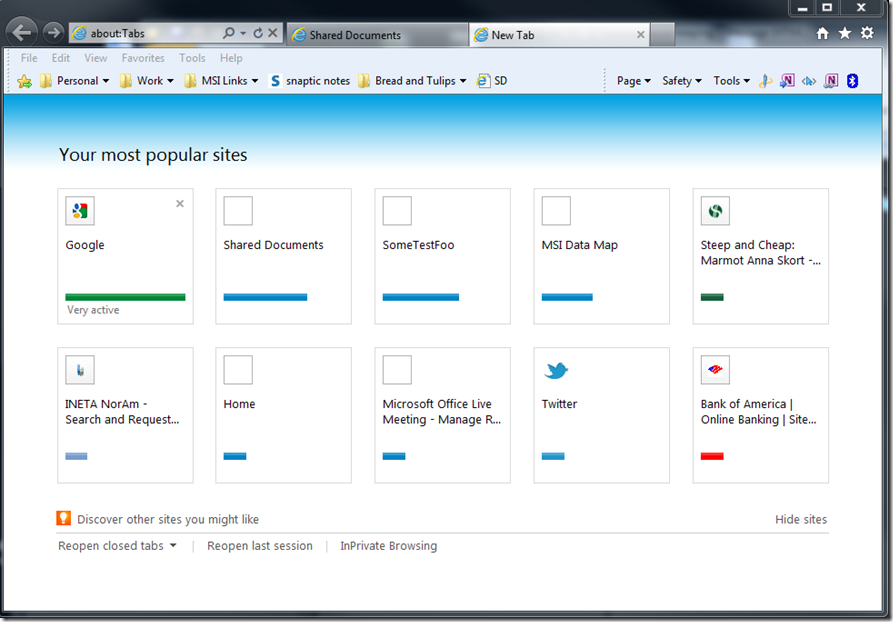 about:Tabs
Shared Documents
New Tab
File Edit View Favorites Tools Help
Personal Work MSI Links S snaptic notes Bread and Tulips SD Page Safety Tools
Your most popular sites
Google
Very active
Shared Documents
SomeTestFoo
MSI Data Map
Steep and Cheap:
Marmot Anna Skort -...
INETA NorAm -
Search and Request...
Home
Microsoft Office Live
Meeting - Manage R...
Twitter
Bank of America |
Online Banking | Site...
Discover other sites you might like Hide sites
Reopen closed tabs | Reopen last session | InPrivate Browsing